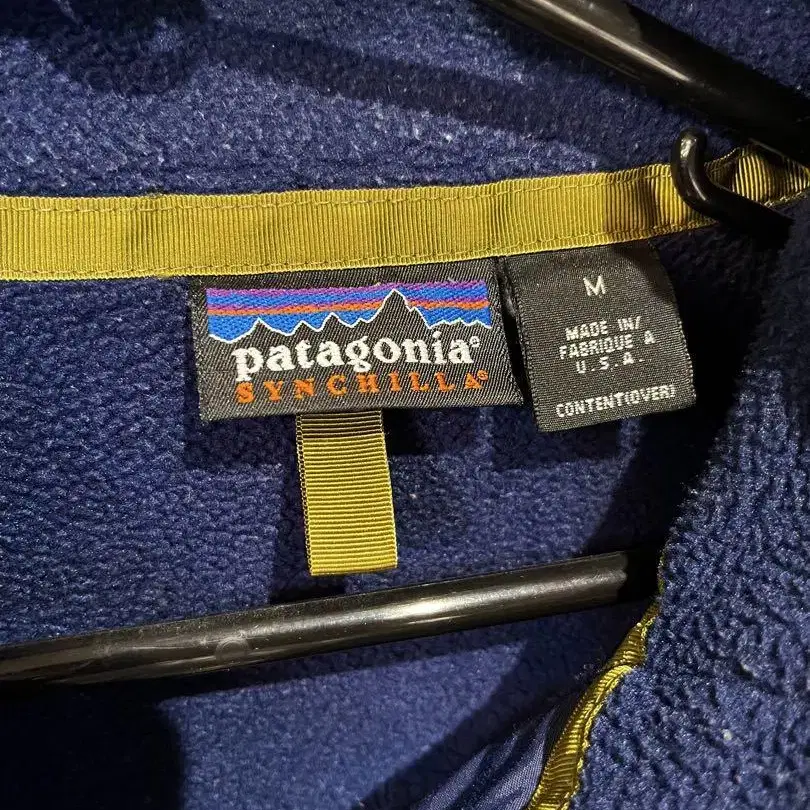 patagonia®
SYNCHILLA®
M
MADE IN/
FABRIQUE A
U.S.A.
CONTENT(OVER)